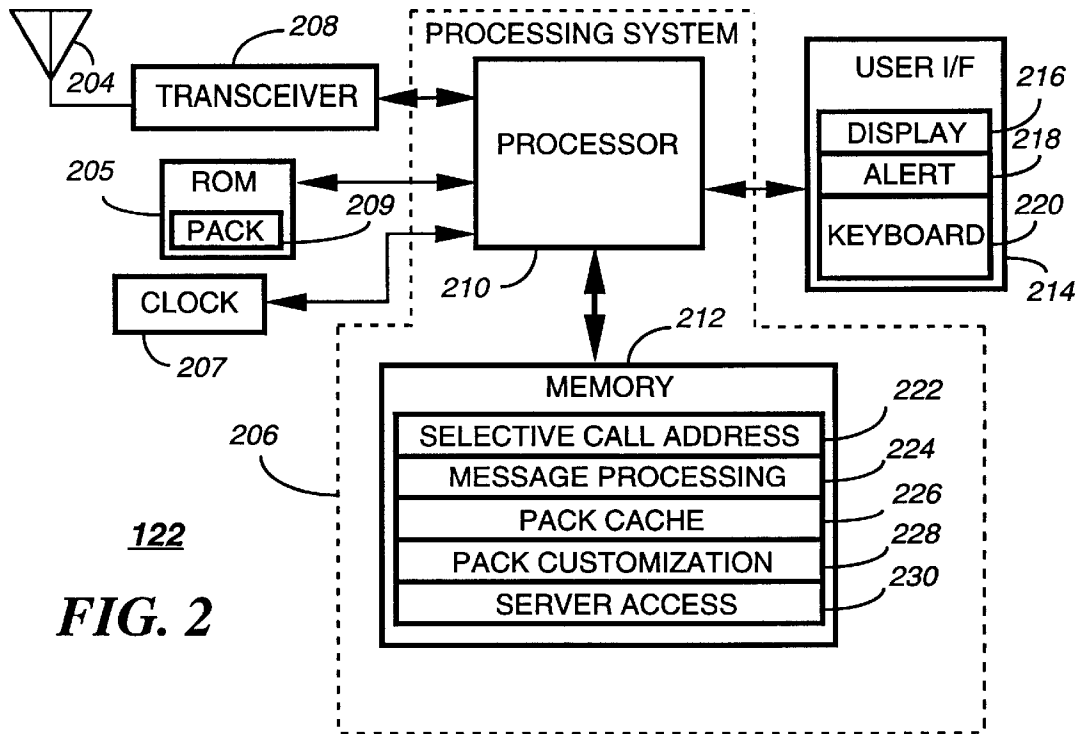 208
PROCESSING SYSTEM
204
TRANSCEIVER
USER I/F
216
PROCESSOR
DISPLAY
218
205
ROM
209
ALERT
220
PACK
KEYBOARD
210
214
CLOCK
212
207
MEMORY
222
SELECTIVE CALL ADDRESS
206
224
MESSAGE PROCESSING
226
PACK CACHE
122
228
PACK CUSTOMIZATION
230
SERVER ACCESS
FIG. 2